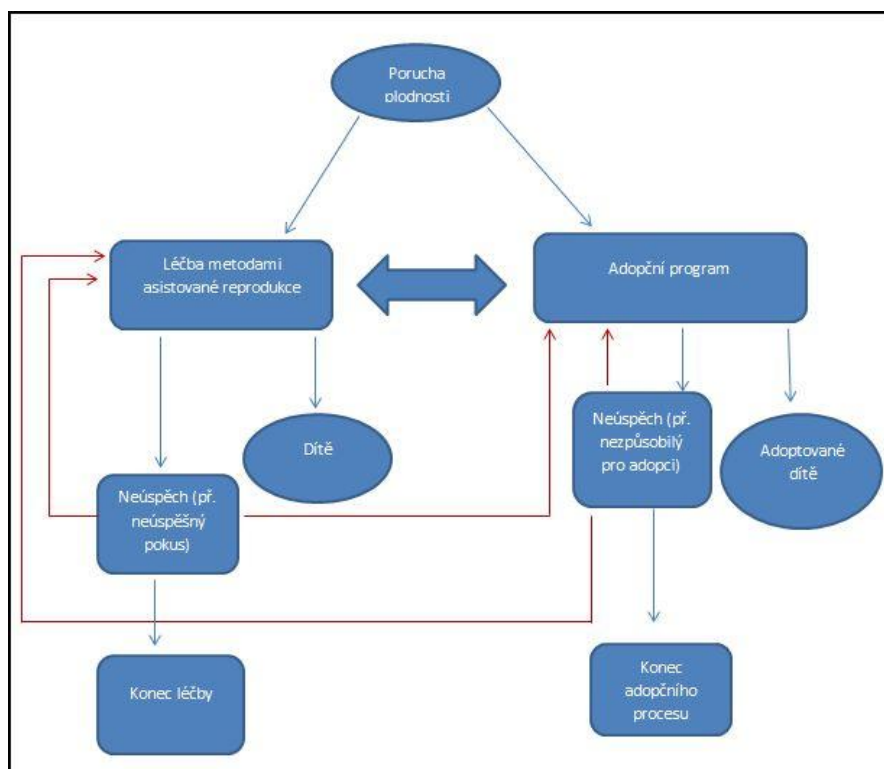 Porucha
plodnosti
Léčba metodami
asistované reprodukce
Adopční program
Dítě
Neúspěch (př.
nezpůsobilý
pro adopci)
Adoptované
dítě
Neúspěch (př.
neúspěšný
pokus)
Konec léčby
Konec
adopčního
procesu